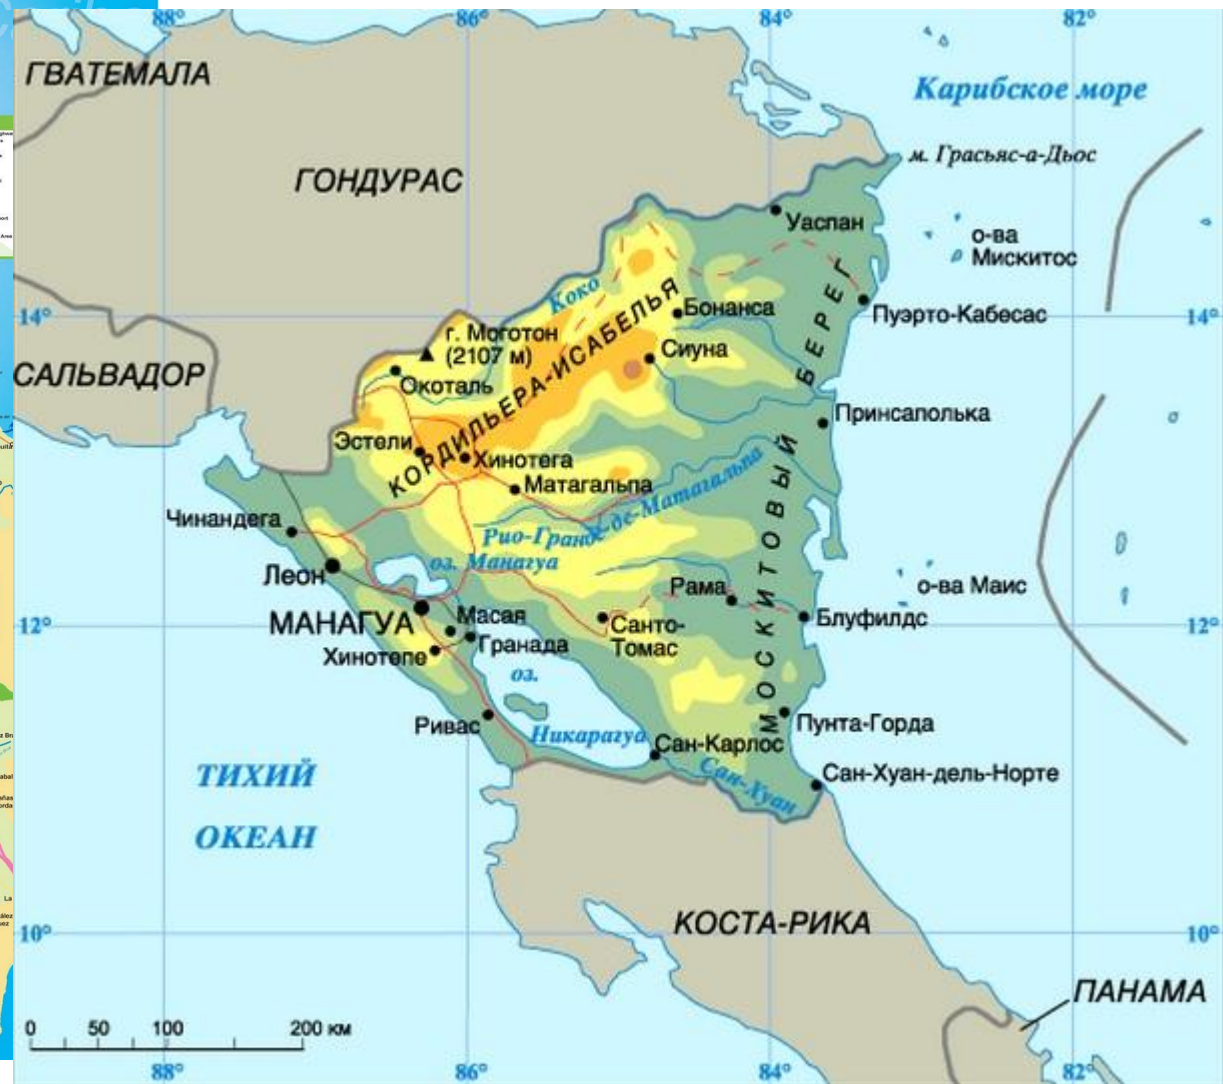 88°
86°
84°
82°
ГВАТЕМАЛА
Карибское море
м. Грасьяс-а-Дьос
ГОНДУРАС
Уаспан
о-ва
Мискитос
Коко
Бонанса
Пуэрто-Кабесас
14°
14°
г. Моготон
(2107 м)
Сиуна
САЛЬВАДОР
Окоталь
КОРДИЛЬЕРА-ИСАБЕЛЬЯ
МОСКИТОВЫЙ БЕРЕГ
Принсаполька
Эстели
Хинотега
Матагальпа
Чинандега
Рио-Гранде-де-Матагальпа
оз. Манагуа
Леон
Рама
о-ва Маис
МАНАГУА
Масая
Блуфилдс
12°
12°
Гранада
Санто-
Томас
Хинотепе
оз.
Никарагуа
Ривас
Пунта-Горда
Сан-Карлос
Сан-Хуан
Сан-Хуан-дель-Норте
ТИХИЙ
ОКЕАН
КОСТА-РИКА
10°
10°
ПАНАМА
0 50 100 200 км
88°
86°
84°
82°